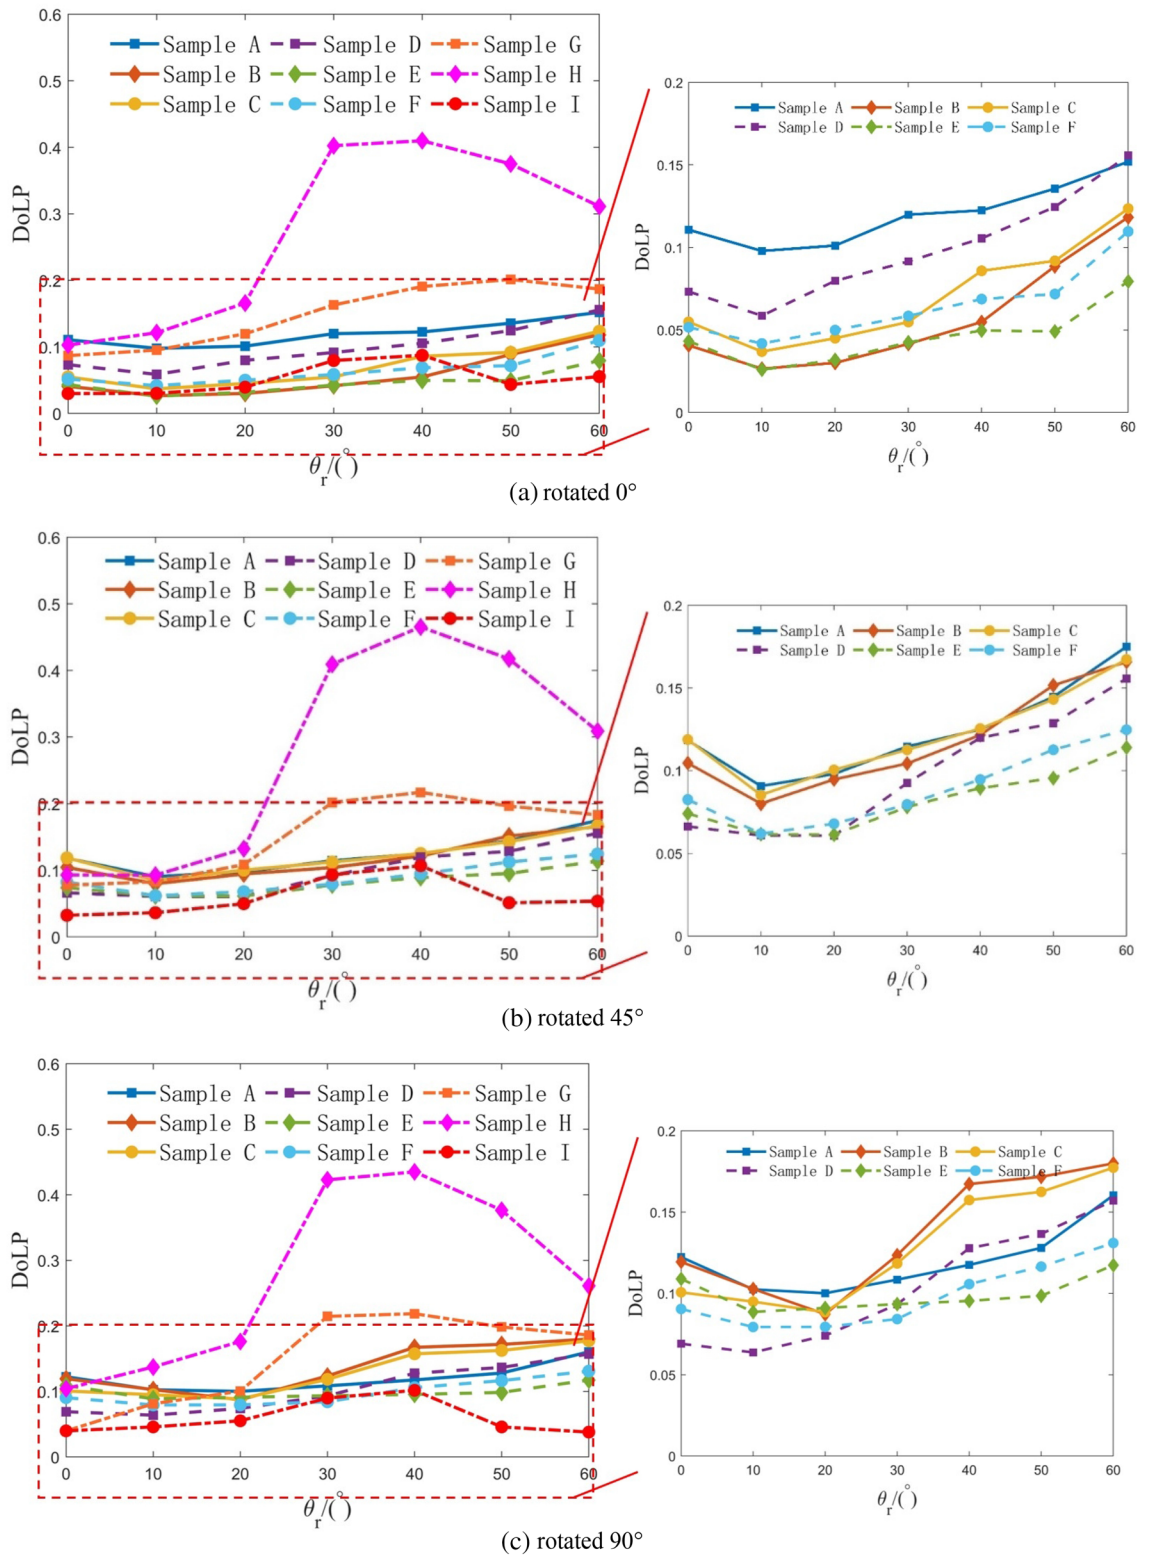 0.6
0.5
0.4
0.3
0.2
0.1
0
DoLP
Sample A Sample D Sample G
Sample B Sample E Sample H
Sample C Sample F Sample I
0 10 20 30 40 50 60
θr/(°)
0.2
0.15
0.1
0.05
0
DoLP
Sample A Sample B Sample C
Sample D Sample E Sample F
0 10 20 30 40 50 60
θr/(°)
(a) rotated 0°
0.6
0.5
0.4
0.3
0.2
0.1
0
DoLP
Sample A Sample D Sample G
Sample B Sample E Sample H
Sample C Sample F Sample I
0 10 20 30 40 50 60
θr/(°)
0.2
0.15
0.1
0.05
0
DoLP
Sample A Sample B Sample C
Sample D Sample E Sample F
0 10 20 30 40 50 60
θr/(°)
(b) rotated 45°
0.6
0.5
0.4
0.3
0.2
0.1
0
DoLP
Sample A Sample D Sample G
Sample B Sample E Sample H
Sample C Sample F Sample I
0 10 20 30 40 50 60
θr/(°)
0.2
0.15
0.1
0.05
0
DoLP
Sample A Sample B Sample C
Sample D Sample E Sample F
0 10 20 30 40 50 60
θr/(°)
(c) rotated 90°